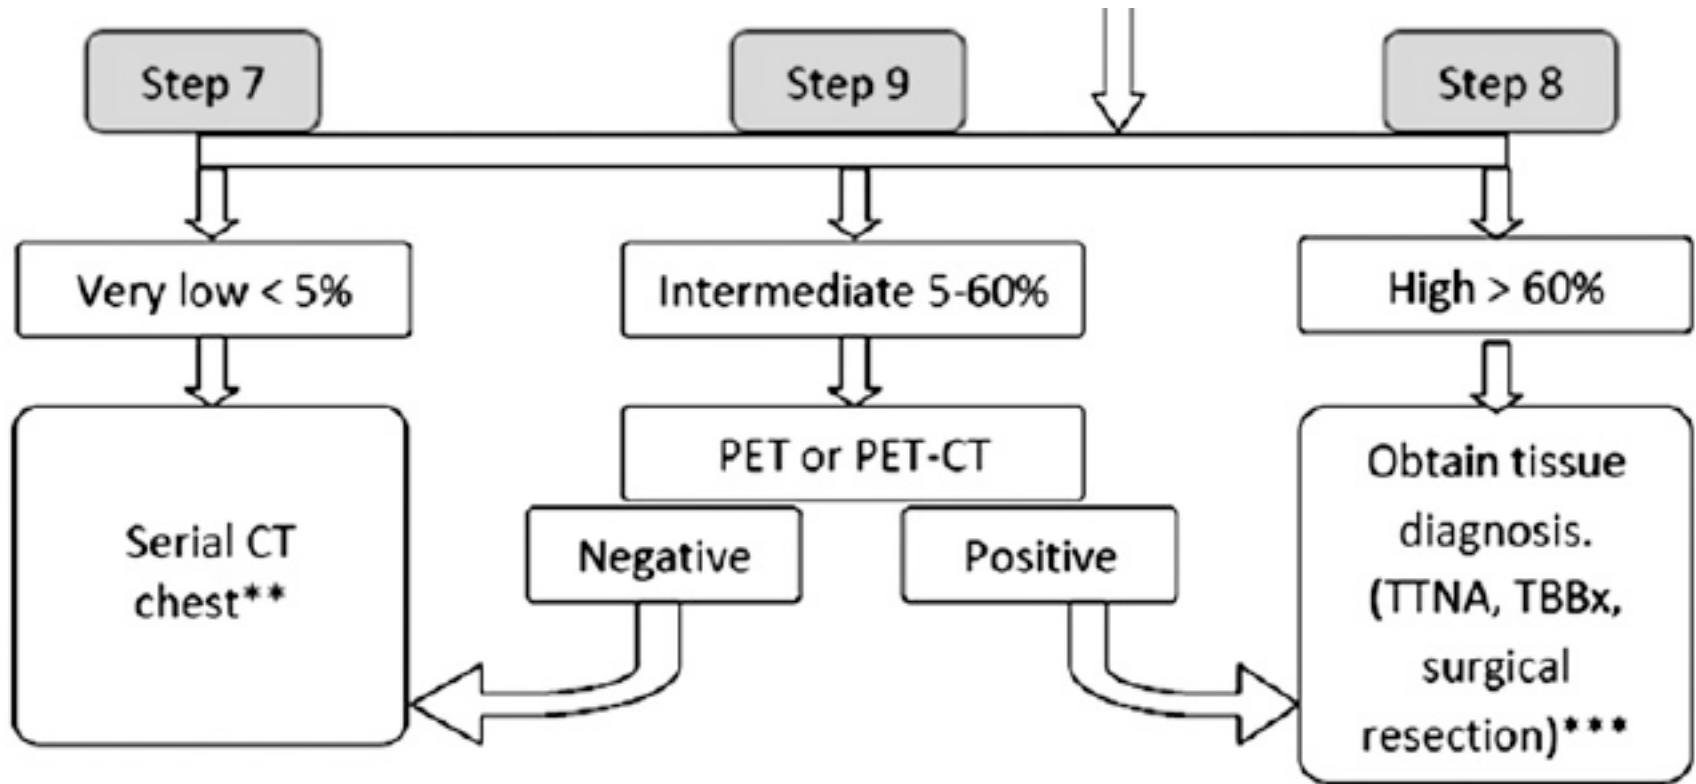 Step 7
Step 9
Step 8
Very low < 5%
Intermediate 5-60%
High > 60%
Serial CT
chest**
PET or PET-CT
Negative
Positive
Obtain tissue
diagnosis.
(TTNA, TBBx,
surgical
resection)***